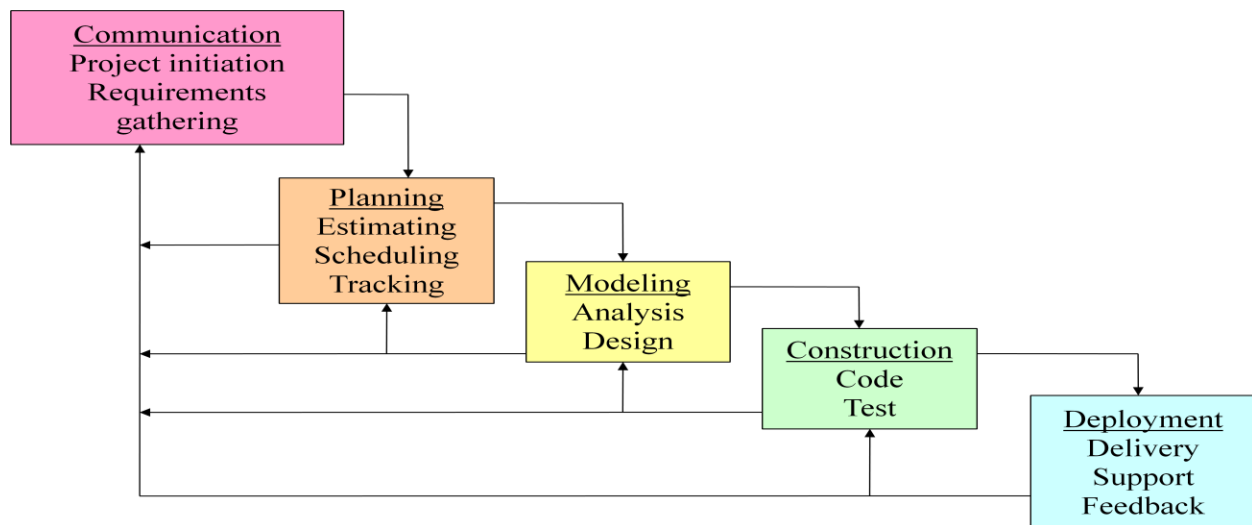 Communication
Project initiation
Requirements
gathering
Planning
Estimating
Scheduling
Tracking
Modeling
Analysis
Design
Construction
Code
Test
Deployment
Delivery
Support
Feedback